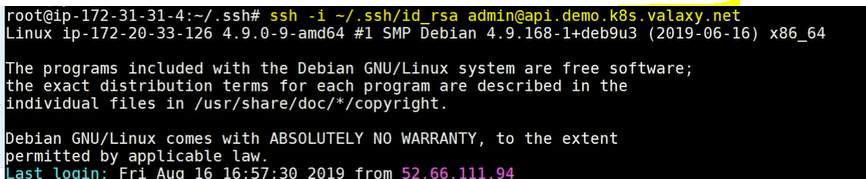 root@ip-172-31-31-4:~/.ssh# ssh -i ~/.ssh/id_rsa admin@api.demo.k8s.valaxy.net
Linux ip-172-20-33-126 4.9.0-9-amd64 #1 SMP Debian 4.9.168-1+deb9u3 (2019-06-16) x86_64
The programs included with the Debian GNU/Linux system are free software;
the exact distribution terms for each program are described in the
individual files in /usr/share/doc/*/copyright.
Debian GNU/Linux comes with ABSOLUTELY NO WARRANTY, to the extent
permitted by applicable law.
Last login: Fri Aug 16 16:57:30 2019 from 52.66.111.94